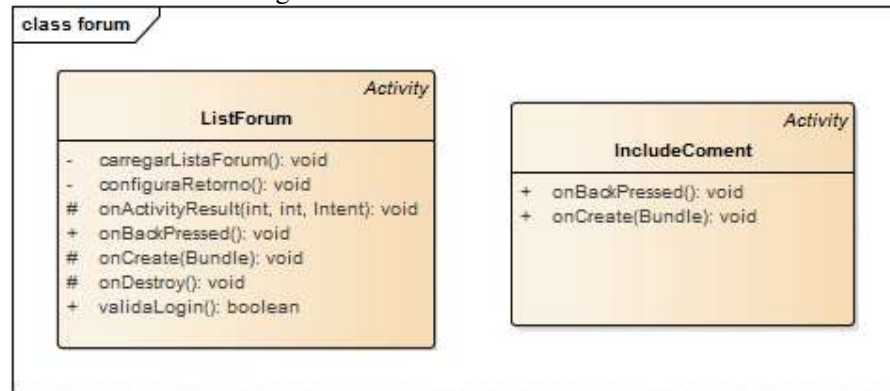 class forum
Activity
ListForum
- carregarListaForum(): void
- configuraRetorno(): void
# onActivityResult(int, int, Intent): void
+ onBackPressed(): void
# onCreate(Bundle): void
# onDestroy(): void
+ validaLogin(): boolean
Activity
IncludeComent
+ onBackPressed(): void
+ onCreate(Bundle): void